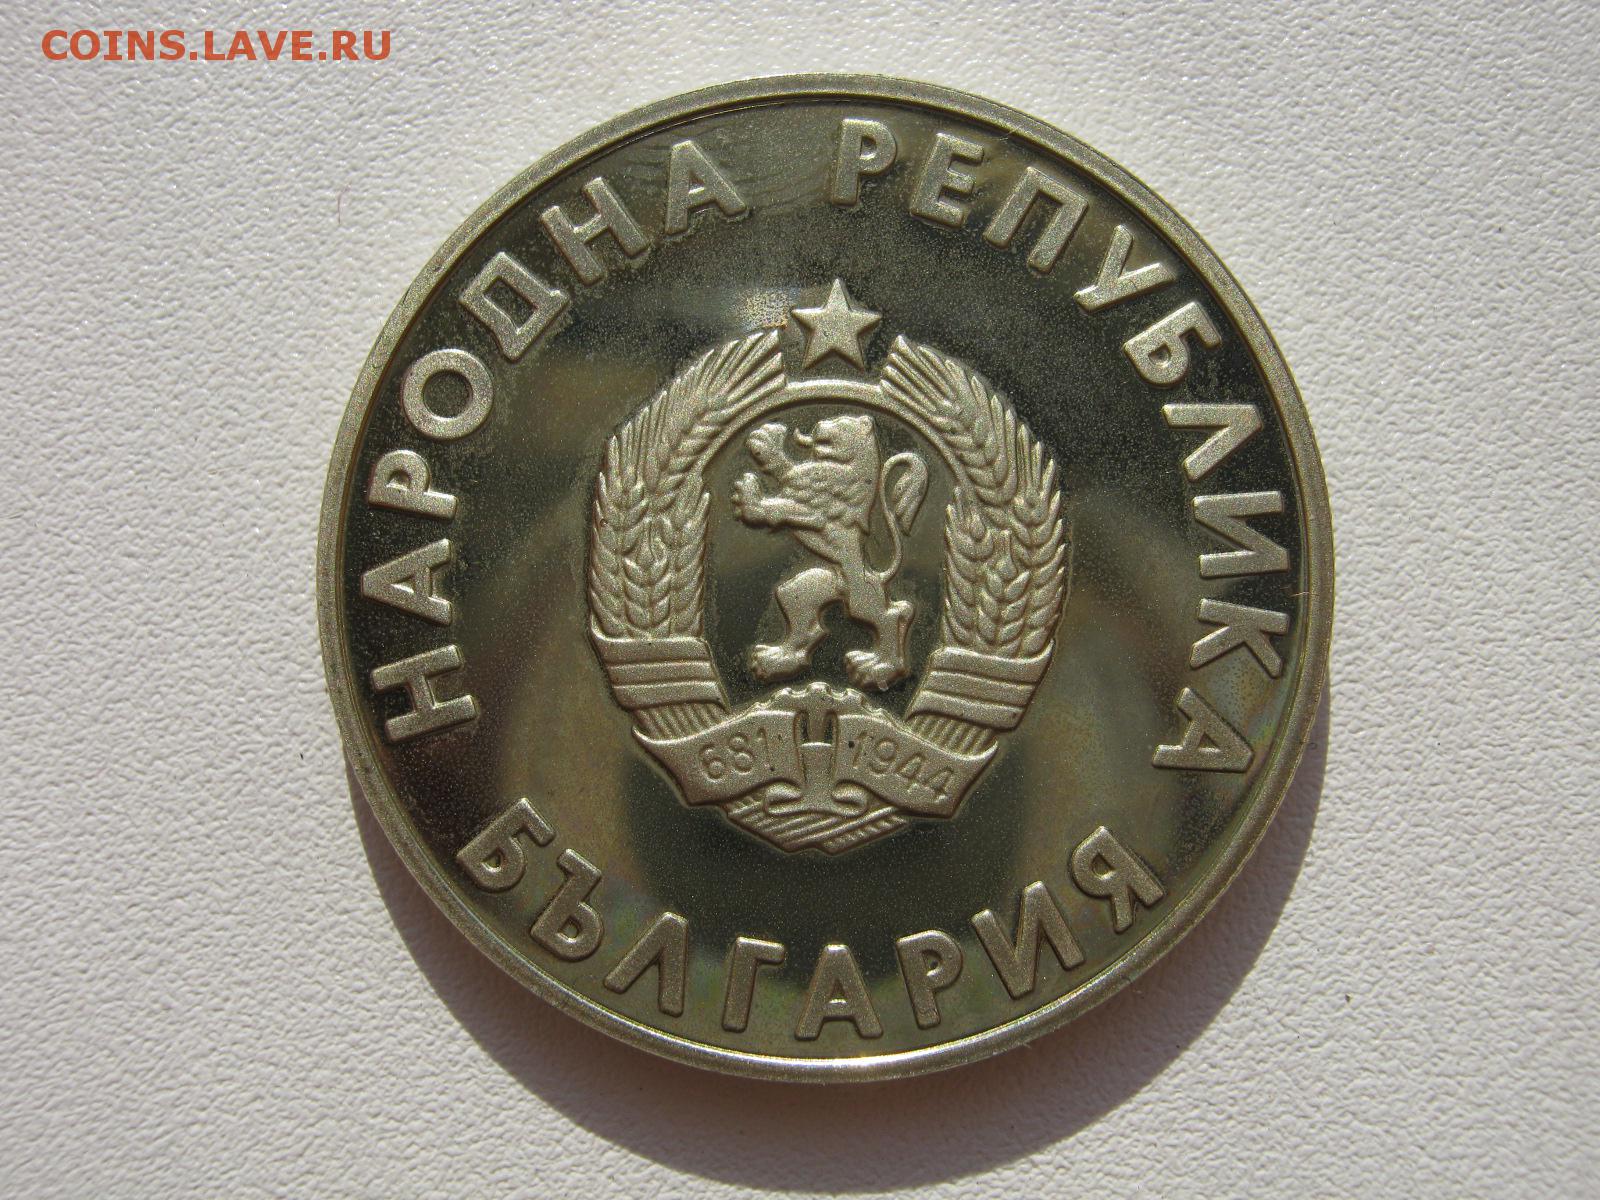 COINS.LAVE.RU
НАРОДНА РЕПУБЛИКА
БЪЛГАРИЯ
681 1944